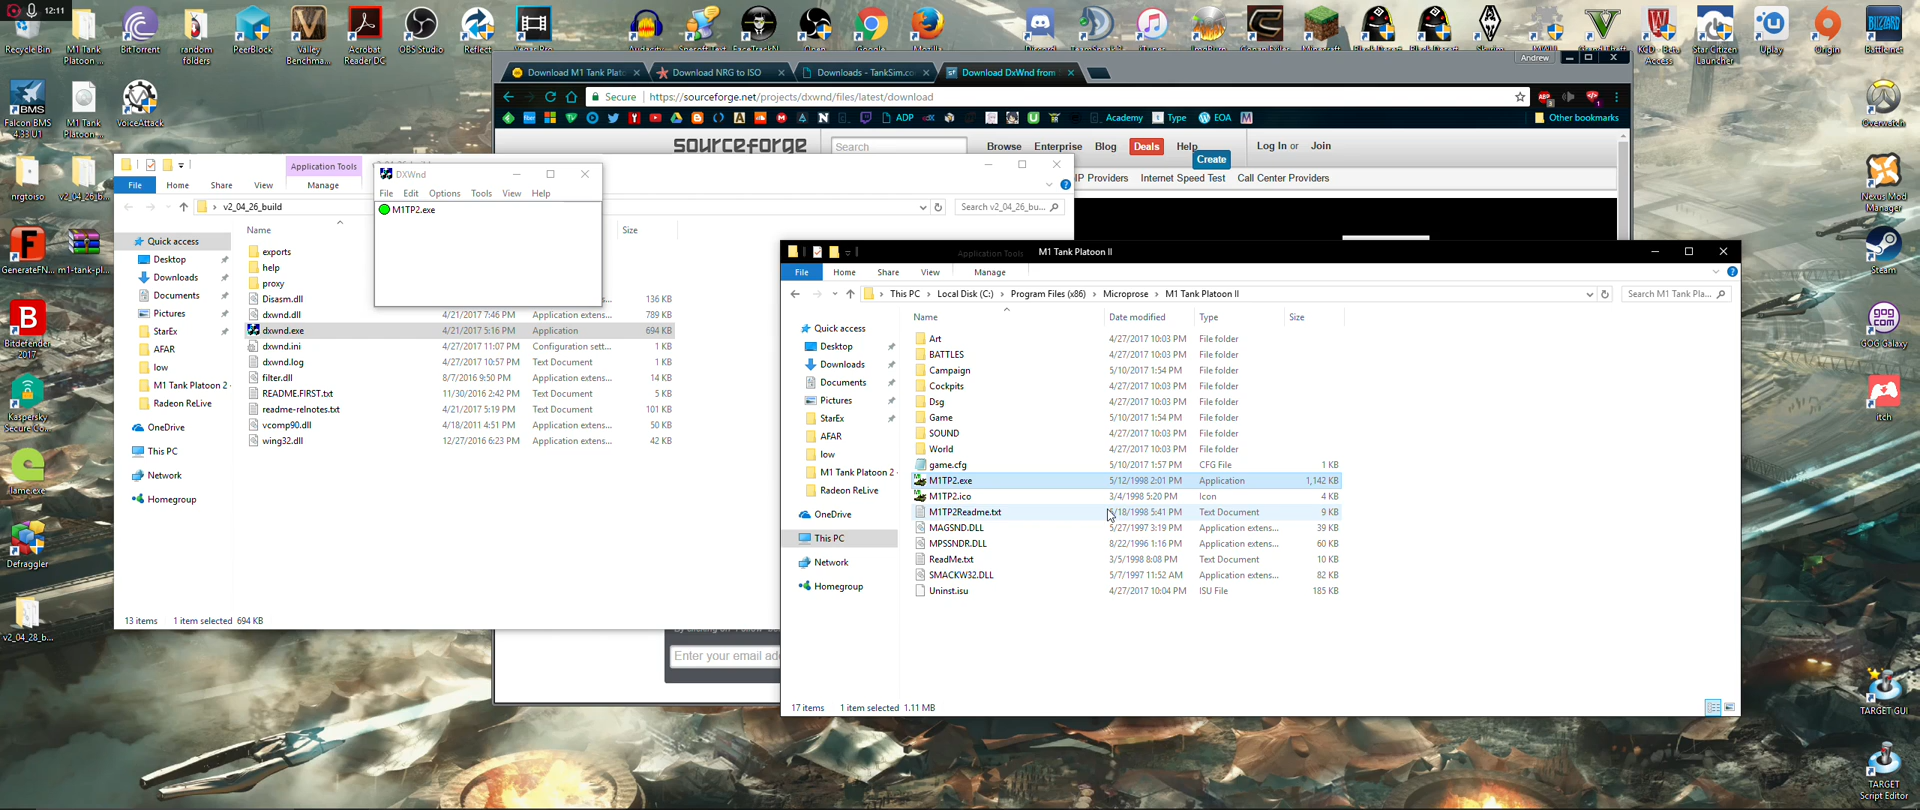 12:11
Recycle Bin
M1 Tank
Platoon ...
BitTorrent
random
folders
PeerBlock
Valley
Benchma...
Acrobat
Reader DC
OBS Studio
Reflect
Discord
Minecraft
Skyrim
Star Citizen
Launcher
Uplay
Origin
Battle.net
Falcon BMS
4.33 U1
M1 Tank
Platoon ...
VoiceAttack
nrgtoiso
v2_04_26_b...
GenerateFN...
m1-tank-pl...
Bitdefender
2017
Kaspersky
Secure Co...
lame.exe
Defraggler
v2_04_28_b...
Overwatch
Nexus Mod
Manager
Steam
GOG Galaxy
itch
TARGET GUI
TARGET
Script Editor
Andrew
Download M1 Tank Plat
Download NRG to ISO
Downloads - TankSim.co
Download DxWnd from
Secure
https://sourceforge.net/projects/dxwnd/files/latest/download
ADP
Academy
Type
EOA
Other bookmarks
sourceforge
Search
Browse
Enterprise
Blog
Deals
Help
Create
Log In or
Join
IP Providers
Internet Speed Test
Call Center Providers
Enter your email add
Application Tools
File
Home
Share
View
Manage
v2_04_26_build
Search v2_04_26_bu...
Quick access
Desktop
Downloads
Documents
Pictures
StarEx
AFAR
low
M1 Tank Platoon 2
Radeon ReLive
OneDrive
This PC
Network
Homegroup
Name
Size
exports
help
proxy
Disasm.dll 136 KB
dxwnd.dll 4/21/2017 7:46 PM Application extens... 789 KB
dxwnd.exe 4/21/2017 5:16 PM Application 694 KB
dxwnd.ini 4/27/2017 11:07 PM Configuration sett... 1 KB
dxwnd.log 4/27/2017 10:57 PM Text Document 1 KB
filter.dll 8/7/2016 9:50 PM Application extens... 14 KB
README.FIRST.txt 11/30/2016 2:42 PM Text Document 5 KB
readme-relnotes.txt 4/21/2017 5:19 PM Text Document 101 KB
vcomp90.dll 4/18/2011 4:51 PM Application extens... 50 KB
wing32.dll 12/27/2016 6:23 PM Application extens... 42 KB
13 items 1 item selected 694 KB
DXWnd
File Edit Options Tools View Help
M1TP2.exe
Application Tools
M1 Tank Platoon II
File
Home
Share
View
Manage
This PC
Local Disk (C:)
Program Files (x86)
Microprose
M1 Tank Platoon II
Search M1 Tank Pla...
Quick access
Desktop
Downloads
Documents
Pictures
StarEx
AFAR
low
M1 Tank Platoon 2
Radeon ReLive
OneDrive
This PC
Network
Homegroup
Name Date modified Type Size
Art 4/27/2017 10:03 PM File folder
BATTLES 4/27/2017 10:03 PM File folder
Campaign 5/10/2017 1:54 PM File folder
Cockpits 4/27/2017 10:03 PM File folder
Dsg 4/27/2017 10:03 PM File folder
Game 5/10/2017 1:54 PM File folder
SOUND 4/27/2017 10:03 PM File folder
World 4/27/2017 10:03 PM File folder
game.cfg 5/10/2017 1:57 PM CFG File 1 KB
M1TP2.exe 5/12/1998 2:01 PM Application 1,142 KB
M1TP2.ico 3/4/1998 5:20 PM Icon 4 KB
M1TP2Readme.txt /18/1998 5:41 PM Text Document 9 KB
MAGSND.DLL 5/27/1997 3:19 PM Application extens... 39 KB
MPSSNDR.DLL 8/22/1996 1:16 PM Application extens... 60 KB
ReadMe.txt 3/5/1998 8:08 PM Text Document 10 KB
SMACKW32.DLL 5/7/1997 11:52 AM Application extens... 82 KB
Uninst.isu 4/27/2017 10:04 PM ISU File 185 KB
17 items 1 item selected 1.11 MB